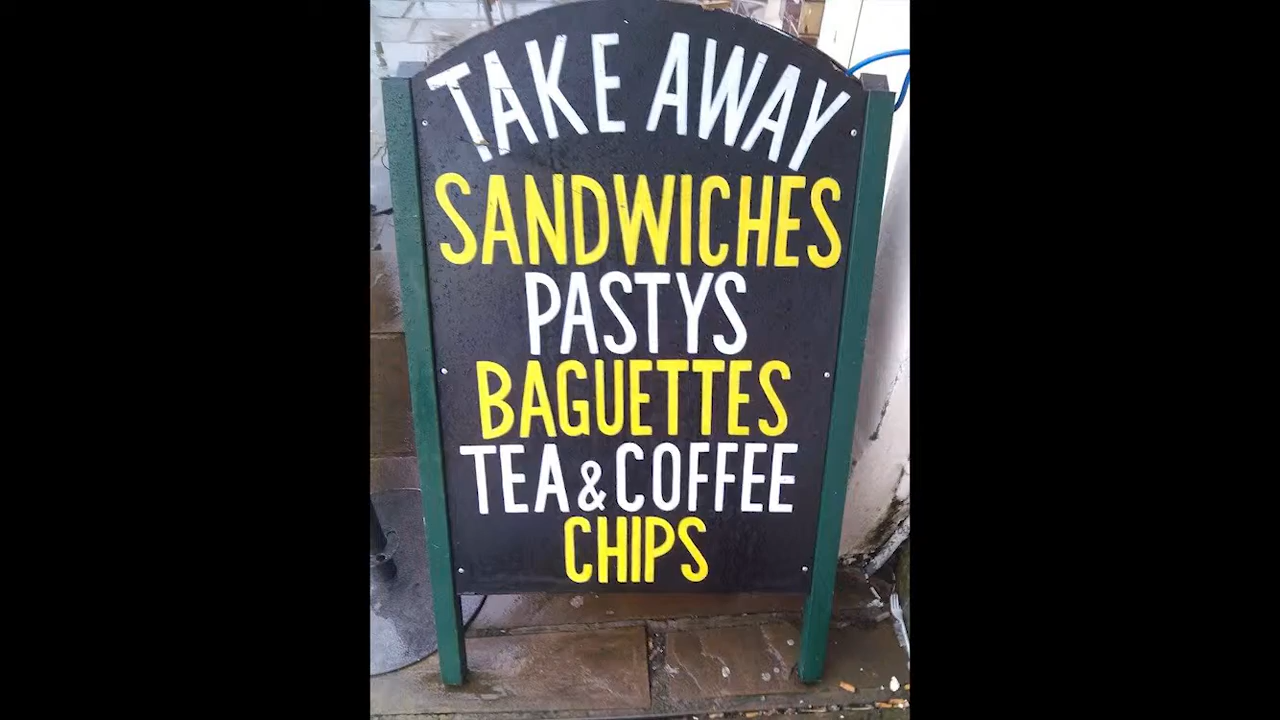 TAKE AWAY
SANDWICHES
PASTYS
BAGUETTES
TEA & COFFEE
CHIPS